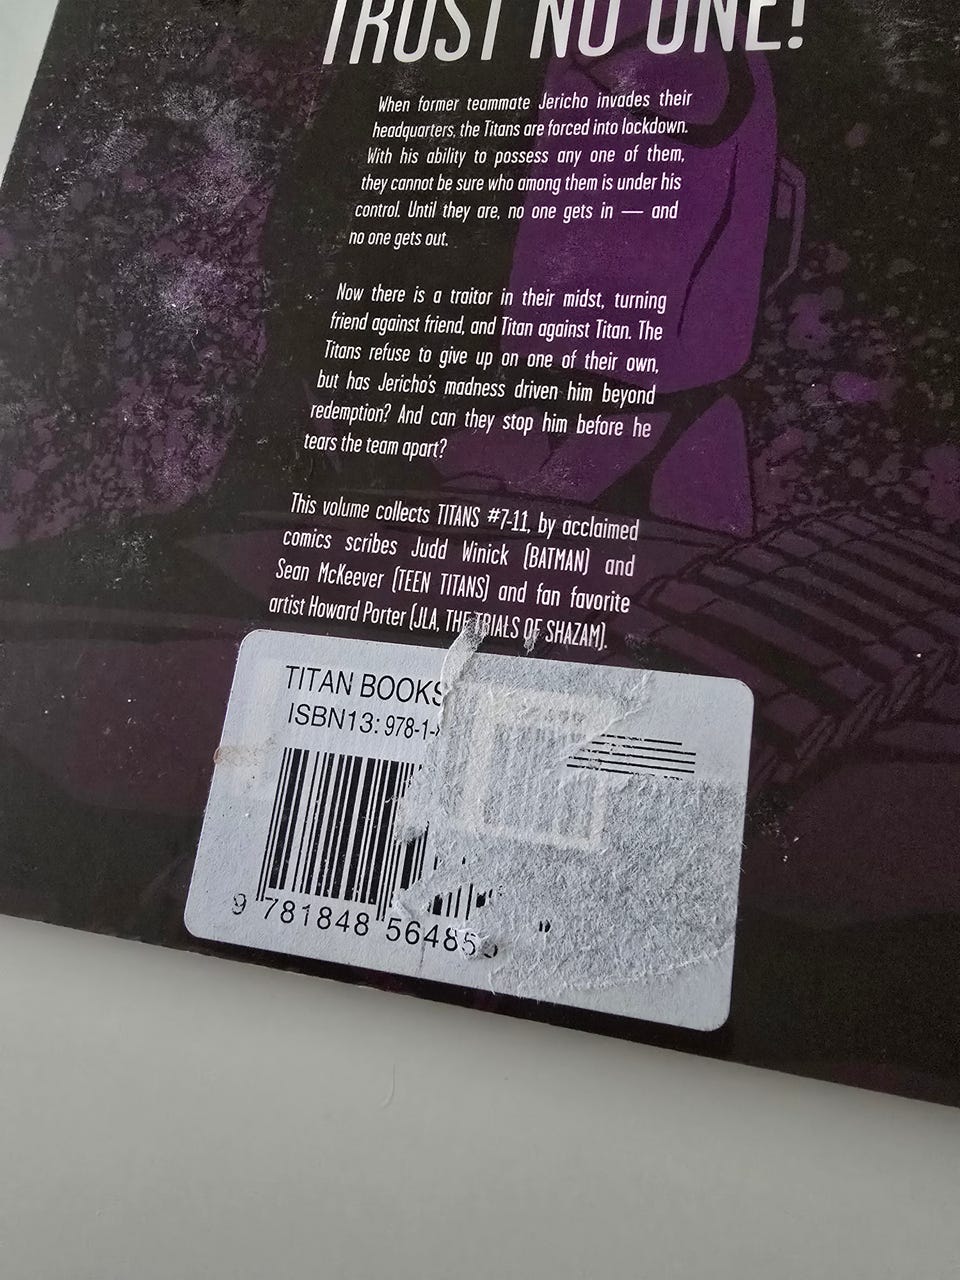 TRUST NO ONE!
When former teammate Jericho invades their
headquarters, the Titans are forced into lockdown.
With his ability to possess any one of them,
they cannot be sure who among them is under his
control. Until they are, no one gets in — and
no one gets out.
Now there is a traitor in their midst, turning
friend against friend, and Titan against Titan. The
Titans refuse to give up on one of their own,
but has Jericho's madness driven him beyond
redemption? And can they stop him before he
tears the team apart?
This volume collects TITANS #7-11, by acclaimed
comics scribes Judd Winick (BATMAN) and
Sean McKeever (TEEN TITANS) and fan favorite
artist Howard Porter (JLA, THE TRIALS OF SHAZAM).
TITAN BOOKS
ISBN13: 978-1-
9 781848 56485